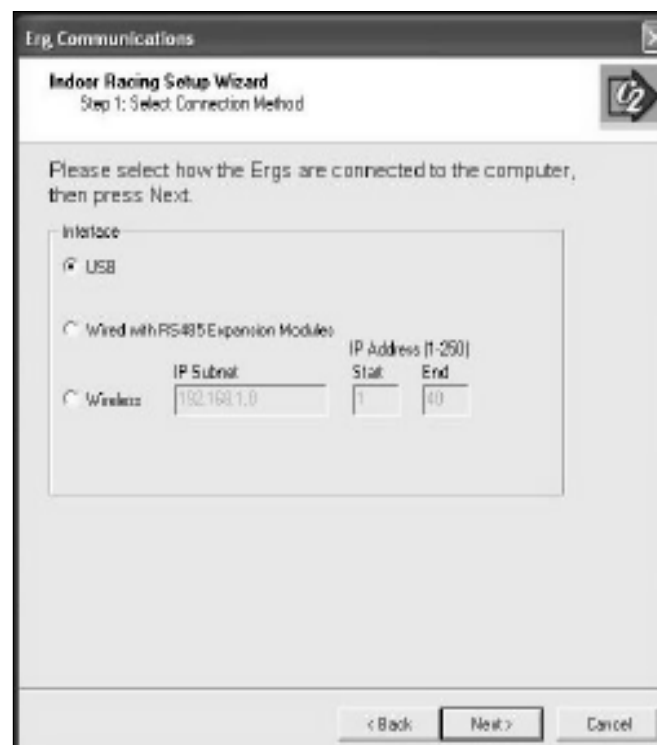 Erg Communications
Indoor Racing Setup Wizard
Step 1: Select Connection Method
C2
Please select how the Ergs are connected to the computer,
then press Next.
Interface
USB
Wired with RS485 Expansion Modules
IP Address (1-250)
IP Subnet Start End
Wireless 192.168.1.0 1 40
< Back Next > Cancel